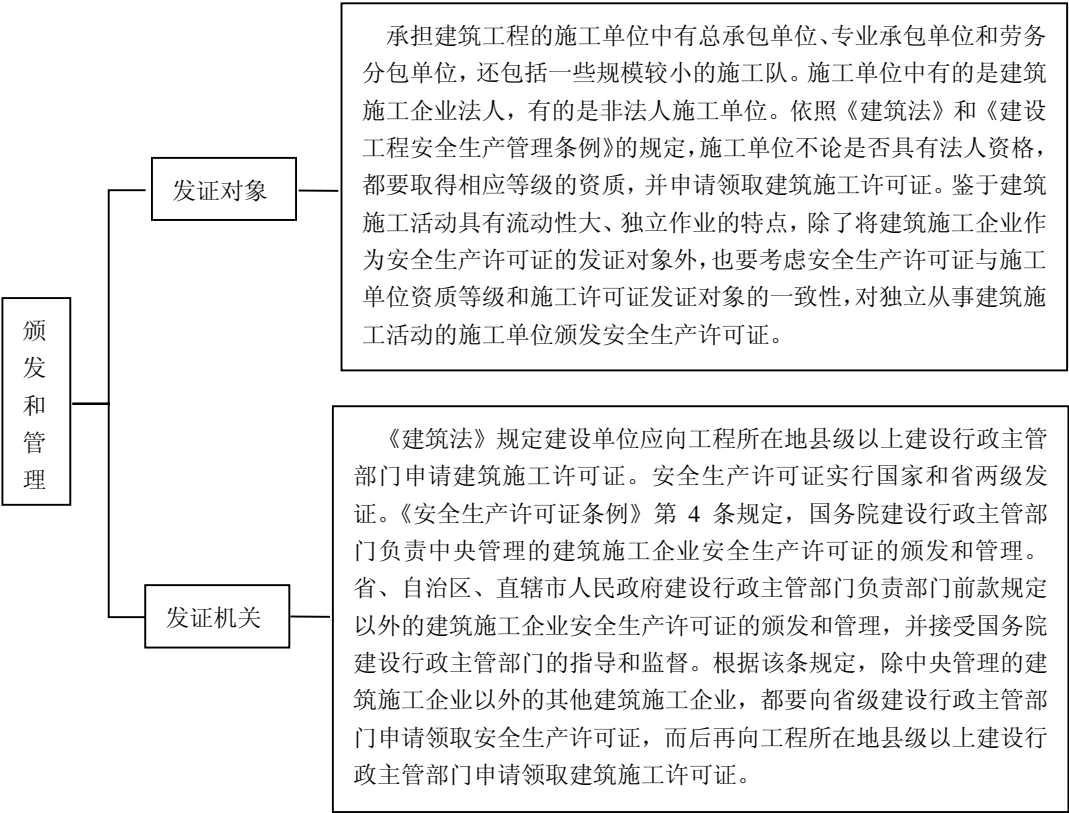 颁
发
和
管
理
发证对象
承担建筑工程的施工单位中有总承包单位、专业承包单位和劳务
分包单位，还包括一些规模较小的施工队。施工单位中有的是建筑
施工企业法人，有的是非法人施工单位。依照《建筑法》和《建设
工程安全生产管理条例》的规定，施工单位不论是否具有法人资格，
都要取得相应等级的资质，并申请领取建筑施工许可证。鉴于建筑
施工活动具有流动性大、独立作业的特点，除了将建筑施工企业作
为安全生产许可证的发证对象外，也要考虑安全生产许可证与施工
单位资质等级和施工许可证发证对象的一致性，对独立从事建筑施
工活动的施工单位颁发安全生产许可证。
发证机关
《建筑法》规定建设单位应向工程所在地县级以上建设行政主管
部门申请建筑施工许可证。安全生产许可证实行国家和省两级发
证。《安全生产许可证条例》第 4 条规定，国务院建设行政主管部
门负责中央管理的建筑施工企业安全生产许可证的颁发和管理。
省、自治区、直辖市人民政府建设行政主管部门负责部门前款规定
以外的建筑施工企业安全生产许可证的颁发和管理，并接受国务院
建设行政主管部门的指导和监督。根据该条规定，除中央管理的建
筑施工企业以外的其他建筑施工企业，都要向省级建设行政主管部
门申请领取安全生产许可证，而后再向工程所在地县级以上建设行
政主管部门申请领取建筑施工许可证。